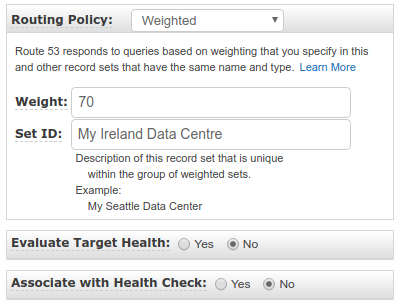 Routing Policy: Weighted
Route 53 responds to queries based on weighting that you specify in this
and other record sets that have the same name and type. Learn More
Weight: 70
Set ID: My Ireland Data Centre
Description of this record set that is unique
within the group of weighted sets.
Example:
My Seattle Data Center
Evaluate Target Health: Yes No
Associate with Health Check: Yes No